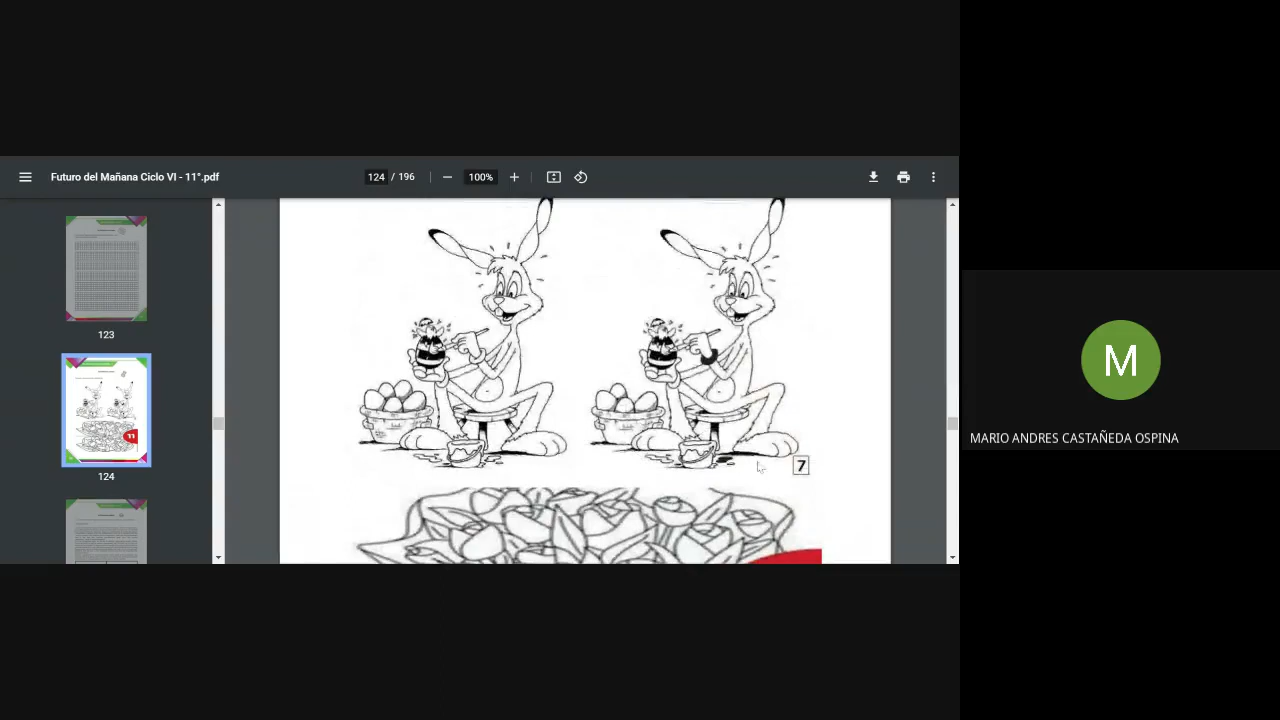 Futuro del Mañana Ciclo VI - 11°.pdf
124 / 196
100%
123
11
124
7
M
MARIO ANDRES CASTAÑEDA OSPINA